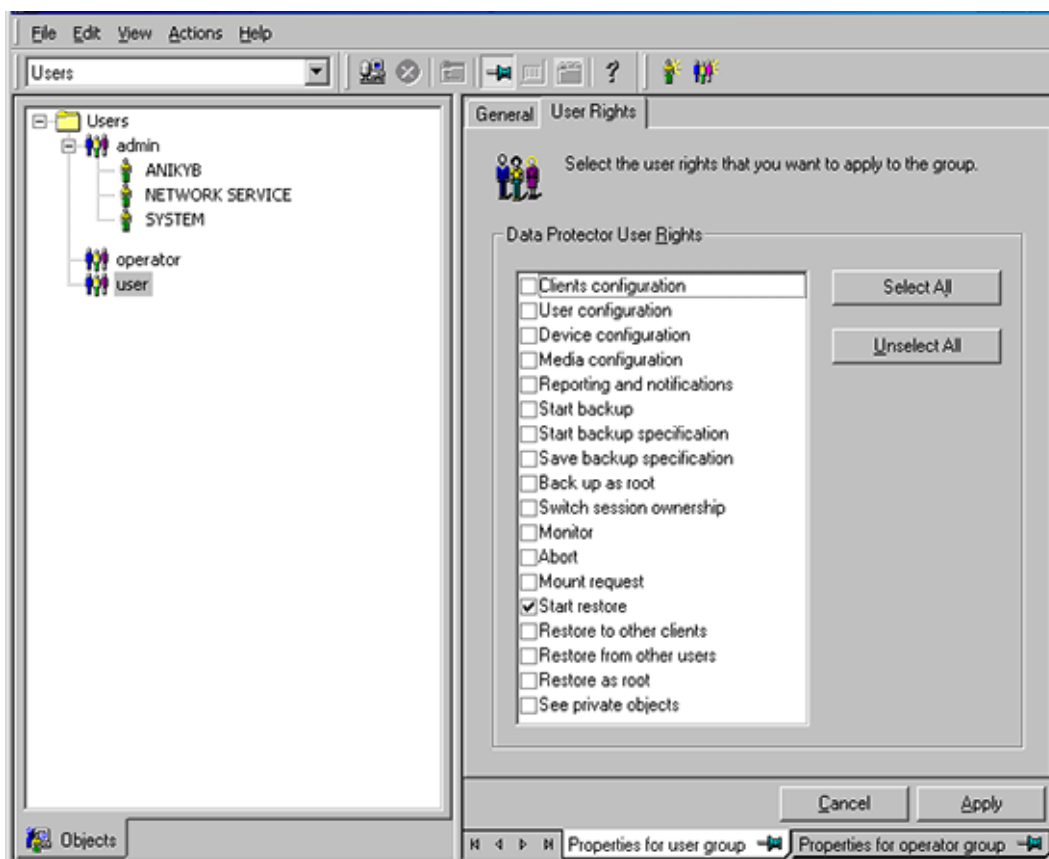 File Edit View Actions Help
Users
Users
admin
ANIKYB
NETWORK SERVICE
SYSTEM
operator
user
Objects
General User Rights
Select the user rights that you want to apply to the group.
Data Protector User Rights
Clients configuration
User configuration
Device configuration
Media configuration
Reporting and notifications
Start backup
Start backup specification
Save backup specification
Back up as root
Switch session ownership
Monitor
Abort
Mount request
Start restore
Restore to other clients
Restore from other users
Restore as root
See private objects
Select All
Unselect All
Cancel Apply
Properties for user group Properties for operator group